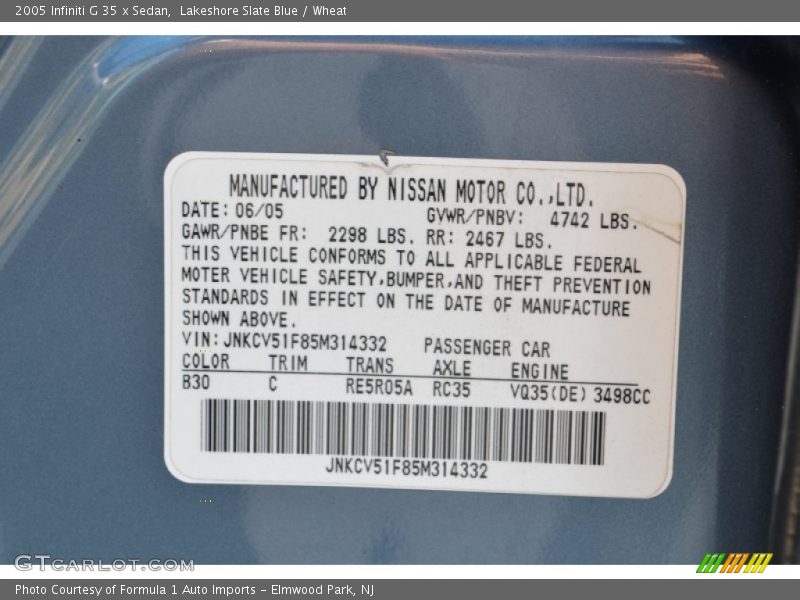 2005 Infiniti G 35 x Sedan,  Lakeshore Slate Blue / Wheat
MANUFACTURED BY NISSAN MOTOR CO.,LTD.
DATE: 06/05 GVWR/PNBV: 4742 LBS.
GAWR/PNBE FR: 2298 LBS. RR: 2467 LBS.
THIS VEHICLE CONFORMS TO ALL APPLICABLE FEDERAL
MOTER VEHICLE SAFETY,BUMPER,AND THEFT PREVENTION
STANDARDS IN EFFECT ON THE DATE OF MANUFACTURE
SHOWN ABOVE.
VIN: JNKCV51F85M314332 PASSENGER CAR
COLOR TRIM TRANS AXLE ENGINE
B30 C RE5R05A RC35 VQ35(DE) 3498CC
JNKCV51F85M314332
GTCARLOT.COM
Photo Courtesy of Formula 1 Auto Imports - Elmwood Park, NJ